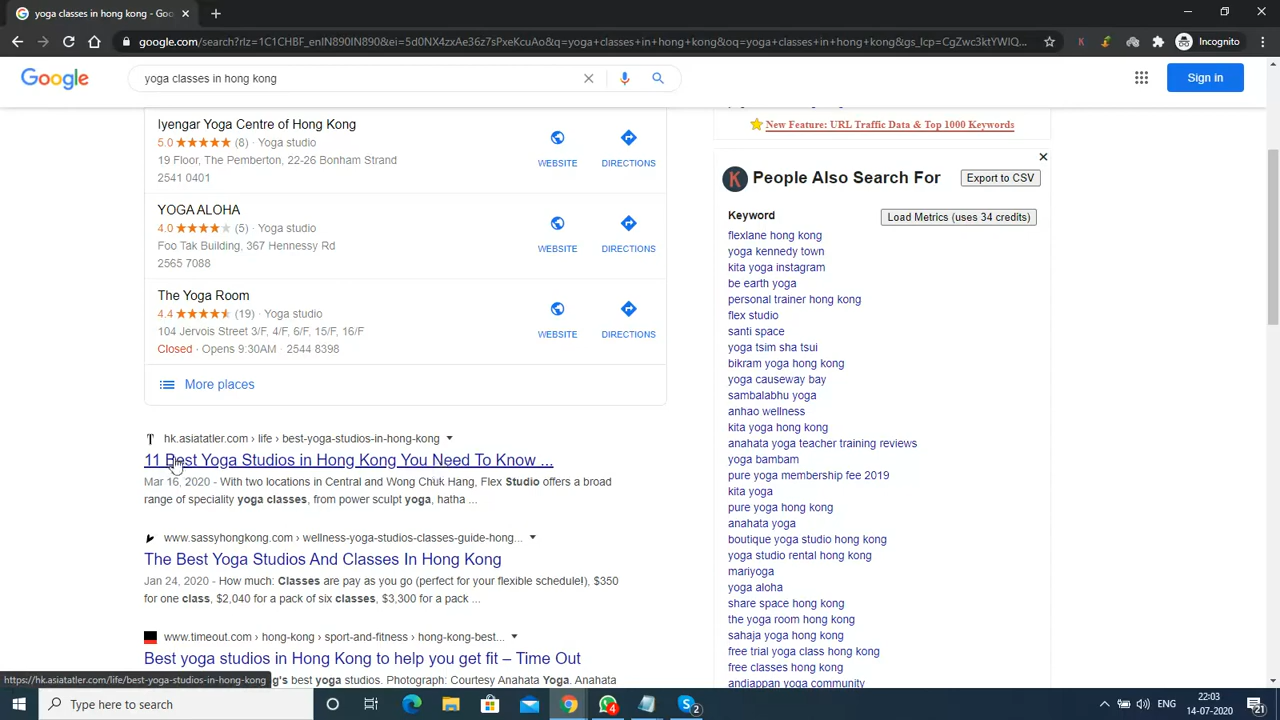 yoga classes in hong kong - Goo
google.com/search?rlz=1C1CHBF_enIN890IN890&ei=5d0NX4zxAe36z7sPxeKcuAo&q=yoga+classes+in+hong+kong&oq=yoga+classes+in+hong+kong&gs_lcp=CgZwc3ktYWIQ...
Incognito
Google
yoga classes in hong kong
Sign in
Iyengar Yoga Centre of Hong Kong
5.0 (8) · Yoga studio
19 Floor, The Pemberton, 22-26 Bonham Strand
2541 0401
WEBSITE
DIRECTIONS
YOGA ALOHA
4.0 (5) · Yoga studio
Foo Tak Building, 367 Hennessy Rd
2565 7088
WEBSITE
DIRECTIONS
The Yoga Room
4.4 (19) · Yoga studio
104 Jervois Street 3/F, 4/F, 6/F, 15/F, 16/F
Closed · Opens 9:30AM · 2544 8398
WEBSITE
DIRECTIONS
More places
hk.asiatatler.com › life › best-yoga-studios-in-hong-kong
11 Best Yoga Studios in Hong Kong You Need To Know ...
Mar 16, 2020 - With two locations in Central and Wong Chuk Hang, Flex Studio offers a broad
range of speciality yoga classes, from power sculpt yoga, hatha ...
www.sassyhongkong.com › wellness-yoga-studios-classes-guide-hong...
The Best Yoga Studios And Classes In Hong Kong
Jan 24, 2020 - How much: Classes are pay as you go (perfect for your flexible schedule!), $350
for one class, $2,040 for a pack of six classes, $3,300 for a pack ...
www.timeout.com › hong-kong › sport-and-fitness › hong-kong-best...
Best yoga studios in Hong Kong to help you get fit – Time Out
g's best yoga studios. Photograph: Courtesy Anahata Yoga. Anahata
New Feature: URL Traffic Data & Top 1000 Keywords
K
People Also Search For
Export to CSV
Keyword
Load Metrics (uses 34 credits)
flexlane hong kong
yoga kennedy town
kita yoga instagram
be earth yoga
personal trainer hong kong
flex studio
santi space
yoga tsim sha tsui
bikram yoga hong kong
yoga causeway bay
sambalabhu yoga
anhao wellness
kita yoga hong kong
anahata yoga teacher training reviews
yoga bambam
pure yoga membership fee 2019
kita yoga
pure yoga hong kong
anahata yoga
boutique yoga studio hong kong
yoga studio rental hong kong
mariyoga
yoga aloha
share space hong kong
the yoga room hong kong
sahaja yoga hong kong
free trial yoga class hong kong
free classes hong kong
andiappan yoga community
https://hk.asiatatler.com/life/best-yoga-studios-in-hong-kong
Type here to search
4
2
ENG
22:03
14-07-2020
21